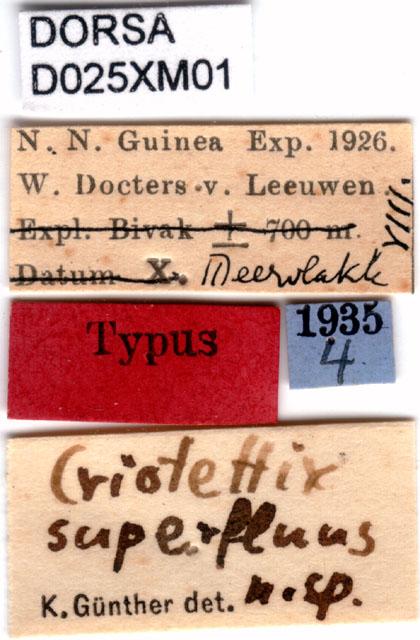 DORSA
D025XM01
N. N. Guinea Exp. 1926.
W. Docters v. Leeuwen.
Expl. Bivak ± 700 m.
Datum X. Meervlakte
VIII.
Typus
1935
4
Criotettix
superfluus
K. Günther det. n. sp.